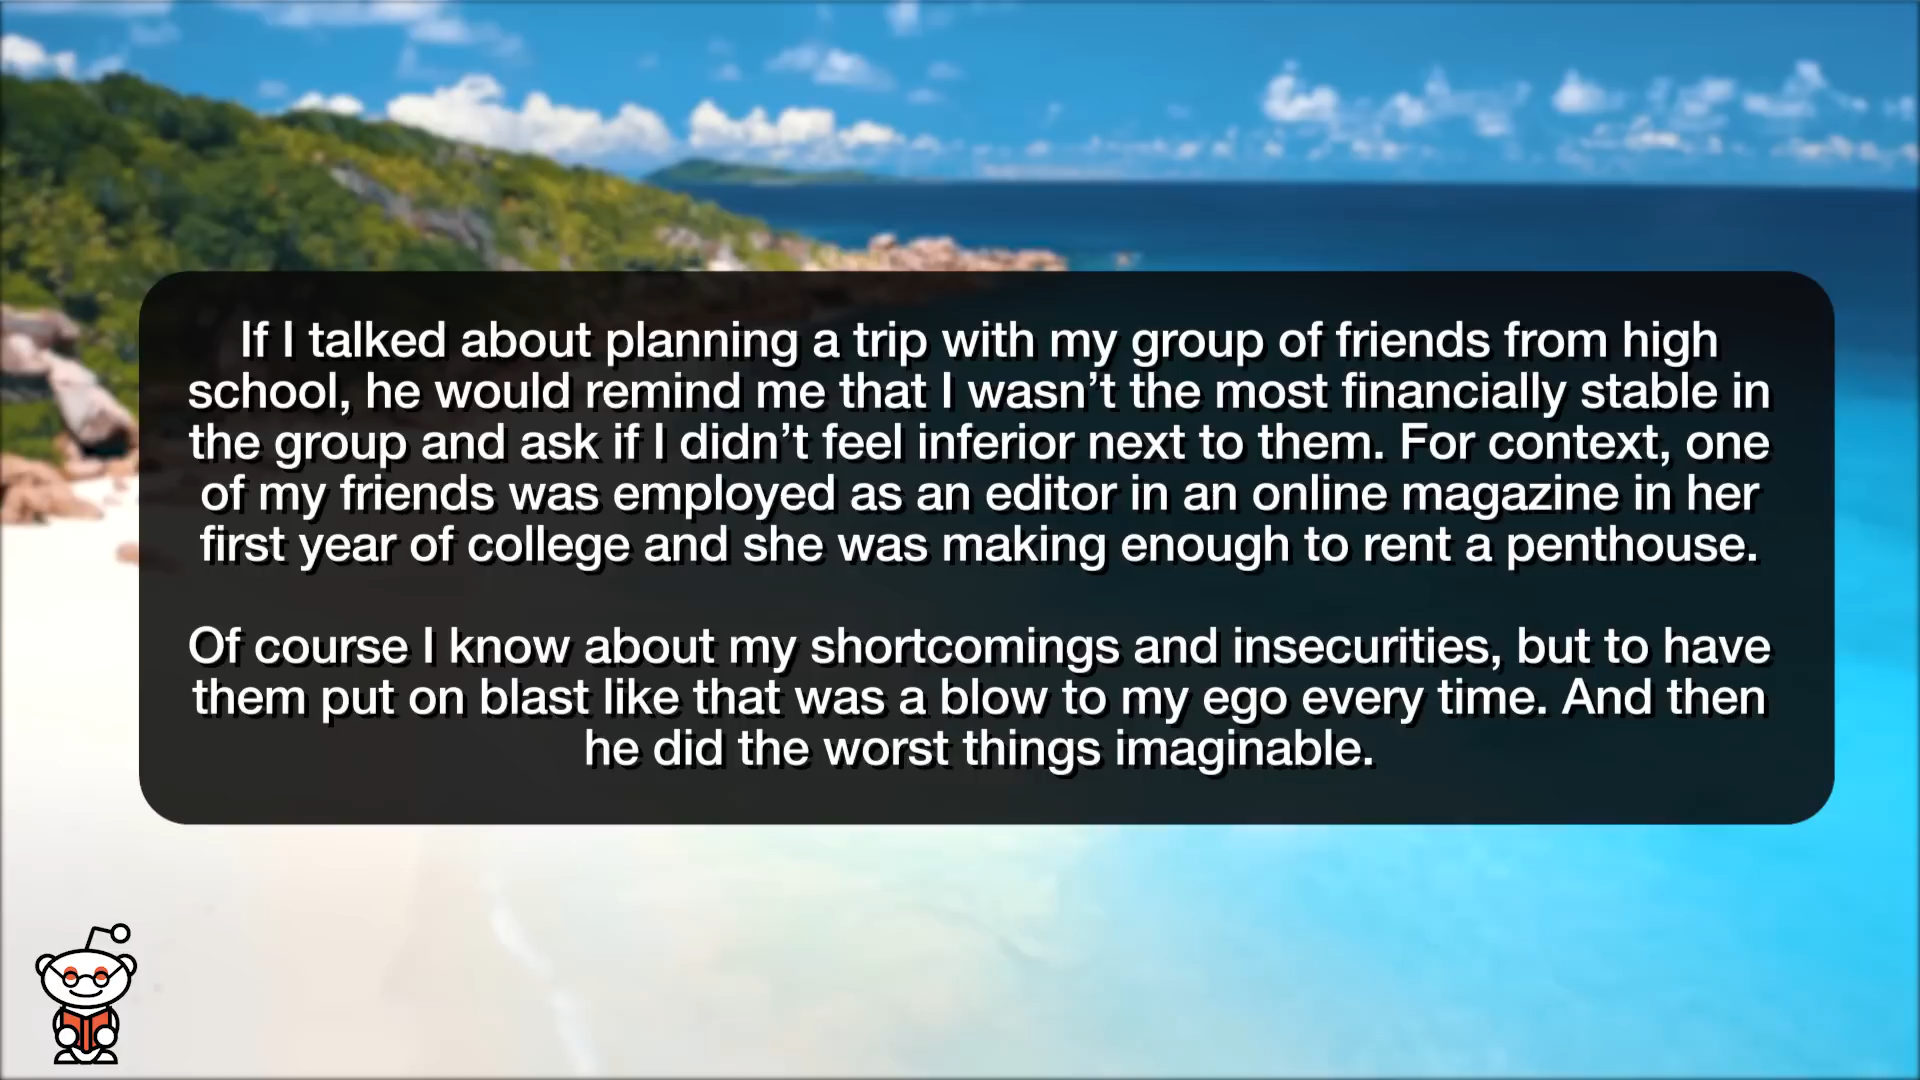 If I talked about planning a trip with my group of friends from high
school, he would remind me that I wasn’t the most financially stable in
the group and ask if I didn’t feel inferior next to them. For context, one
of my friends was employed as an editor in an online magazine in her
first year of college and she was making enough to rent a penthouse.
Of course I know about my shortcomings and insecurities, but to have
them put on blast like that was a blow to my ego every time. And then
he did the worst things imaginable.